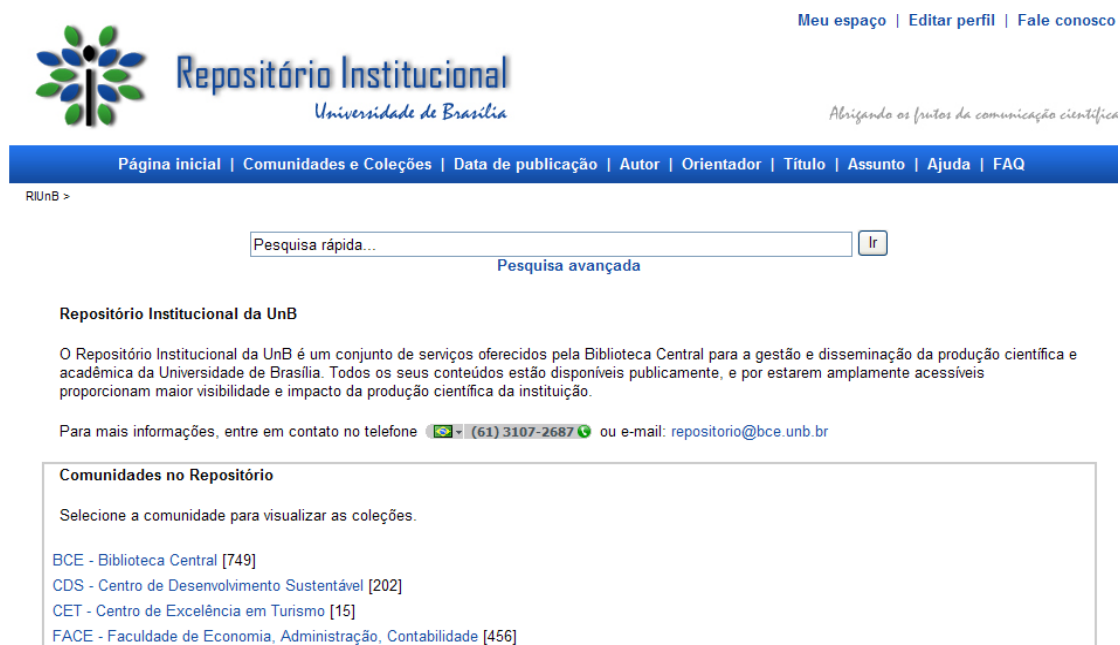 Meu espaço | Editar perfil | Fale conosco
Repositório Institucional
Universidade de Brasília
Abrigando os frutos da comunicação científica
Página inicial | Comunidades e Coleções | Data de publicação | Autor | Orientador | Título | Assunto | Ajuda | FAQ
RIUnB >
Pesquisa rápida... Ir
Pesquisa avançada
Repositório Institucional da UnB
O Repositório Institucional da UnB é um conjunto de serviços oferecidos pela Biblioteca Central para a gestão e disseminação da produção científica e
acadêmica da Universidade de Brasília. Todos os seus conteúdos estão disponíveis publicamente, e por estarem amplamente acessíveis
proporcionam maior visibilidade e impacto da produção científica da instituição.
Para mais informações, entre em contato no telefone (61) 3107-2687 ou e-mail: repositorio@bce.unb.br
Comunidades no Repositório
Selecione a comunidade para visualizar as coleções.
BCE - Biblioteca Central [749]
CDS - Centro de Desenvolvimento Sustentável [202]
CET - Centro de Excelência em Turismo [15]
FACE - Faculdade de Economia, Administração, Contabilidade [456]